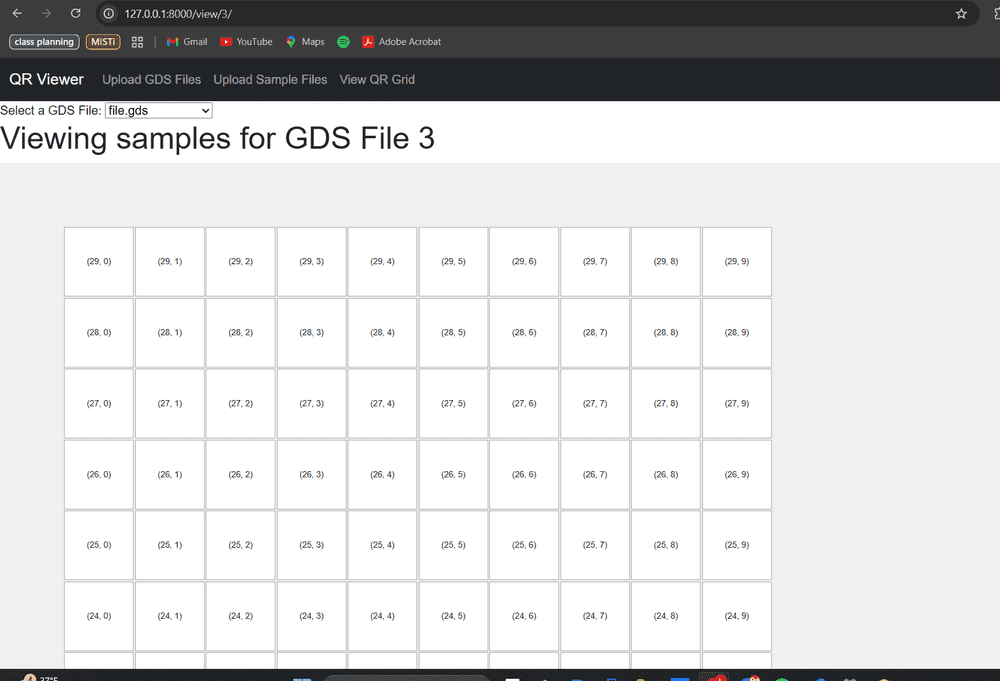 127.0.0.1:8000/view/3/
class planning MISTI Gmail YouTube Maps Adobe Acrobat
QR Viewer Upload GDS Files Upload Sample Files View QR Grid
Select a GDS File: file.gds
Viewing samples for GDS File 3
(29, 0) (29, 1) (29, 2) (29, 3) (29, 4) (29, 5) (29, 6) (29, 7) (29, 8) (29, 9)
(28, 0) (28, 1) (28, 2) (28, 3) (28, 4) (28, 5) (28, 6) (28, 7) (28, 8) (28, 9)
(27, 0) (27, 1) (27, 2) (27, 3) (27, 4) (27, 5) (27, 6) (27, 7) (27, 8) (27, 9)
(26, 0) (26, 1) (26, 2) (26, 3) (26, 4) (26, 5) (26, 6) (26, 7) (26, 8) (26, 9)
(25, 0) (25, 1) (25, 2) (25, 3) (25, 4) (25, 5) (25, 6) (25, 7) (25, 8) (25, 9)
(24, 0) (24, 1) (24, 2) (24, 3) (24, 4) (24, 5) (24, 6) (24, 7) (24, 8) (24, 9)
37°F